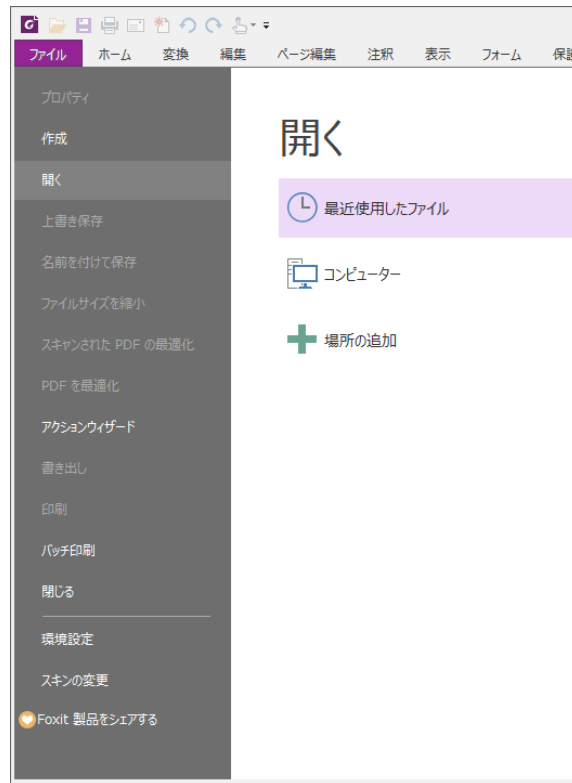 ファイル ホーム 変換 編集 ページ編集 注釈 表示 フォーム 保護
プロパティ
作成
開く
上書き保存
名前を付けて保存
ファイルサイズを縮小
スキャンされた PDF の最適化
PDF を最適化
アクションウィザード
書き出し
印刷
バッチ印刷
閉じる
環境設定
スキンの変更
Foxit 製品をシェアする
開く
最近使用したファイル
コンピューター
場所の追加